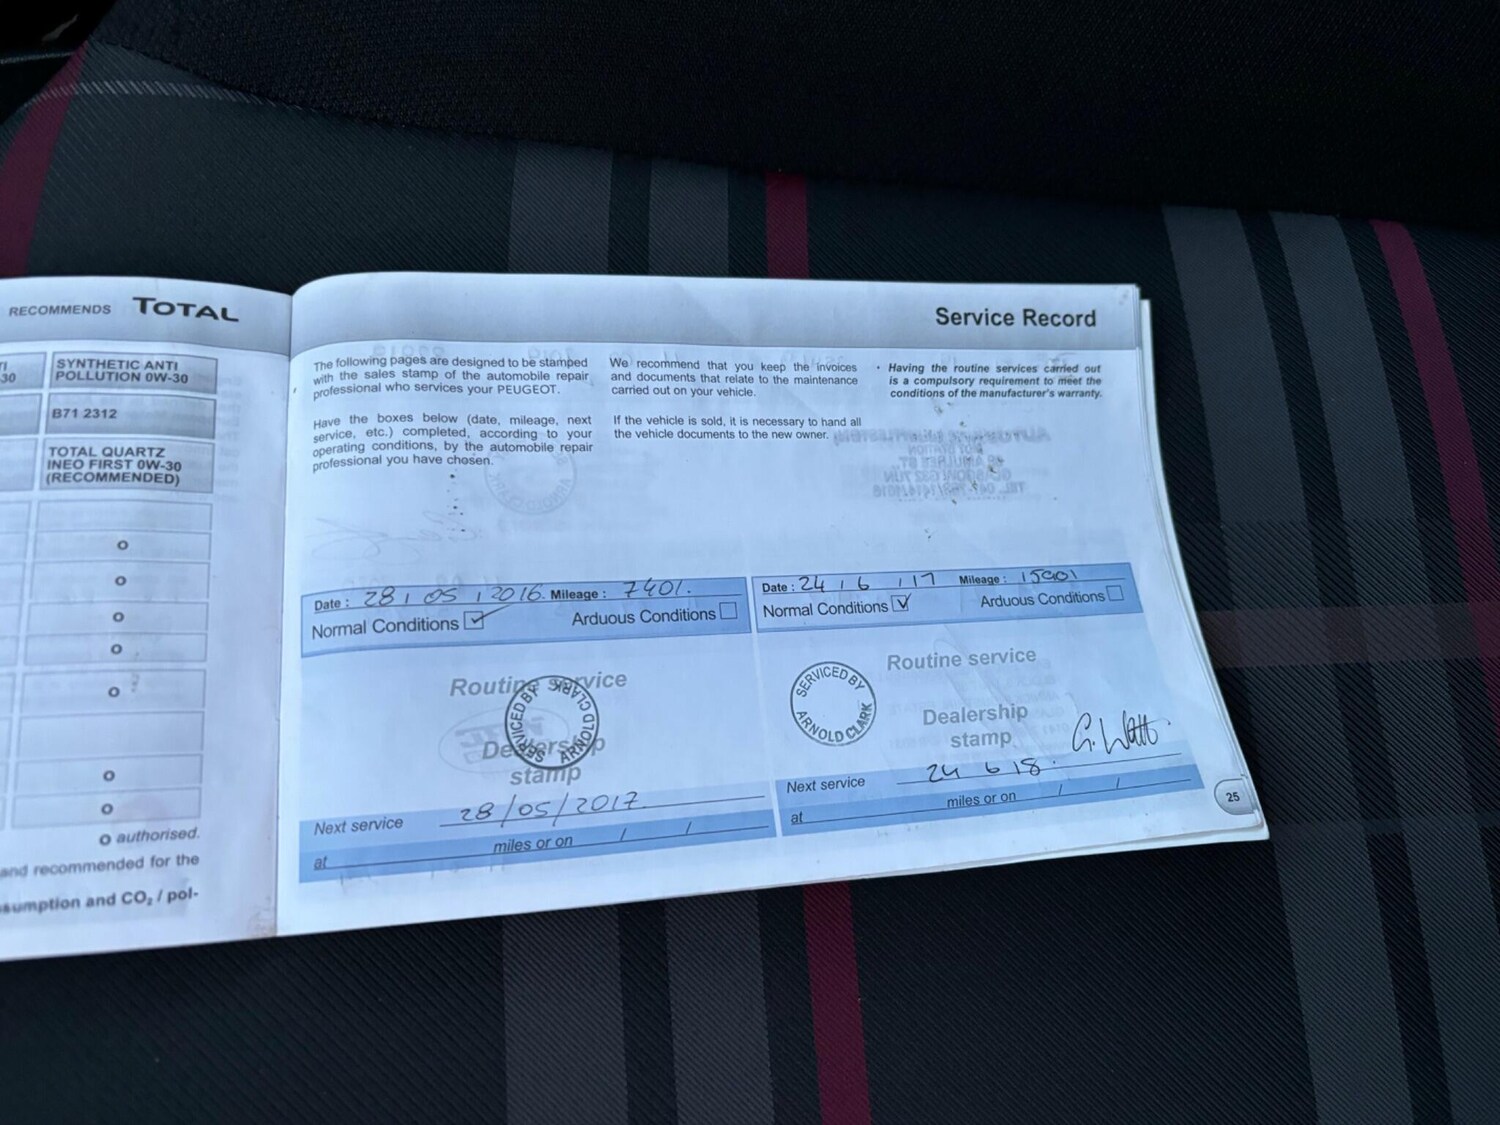 RECOMMENDS TOTAL
30
SYNTHETIC ANTI
POLLUTION 0W-30
B71 2312
TOTAL QUARTZ
INEO FIRST 0W-30
(RECOMMENDED)
o
o
o
o
o
o
o
o authorised.
and recommended for the
sumption and CO₂ / pol-
Service Record
The following pages are designed to be stamped
with the sales stamp of the automobile repair
professional who services your PEUGEOT.
Have the boxes below (date, mileage, next
service, etc.) completed, according to your
operating conditions, by the automobile repair
professional you have chosen.
We recommend that you keep the invoices
and documents that relate to the maintenance
carried out on your vehicle.
If the vehicle is sold, it is necessary to hand all
the vehicle documents to the new owner.
• Having the routine services carried out
is a compulsory requirement to meet the
conditions of the manufacturer's warranty.
Date : 28 / 05 / 2016. Mileage : 7401.
Normal Conditions ☑ Arduous Conditions ☐
Routine service
SERVICED BY ARNOLD CLARK
Dealership
stamp
Next service 28/05/2017
at miles or on / /
Date : 24 / 6 / 17 Mileage :
Normal Conditions ☑ Arduous Conditions ☐
Routine service
SERVICED BY ARNOLD CLARK
Dealership
stamp
G. Watt
Next service 24 6 18.
at miles or on / /
25